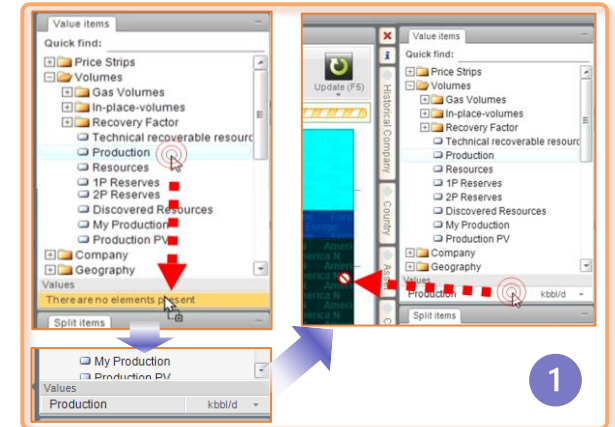 Value items
Quick find:
Price Strips
Volumes
Gas Volumes
In-place-volumes
Recovery Factor
Technical recoverable resourc
Production
Resources
1P Reserves
2P Reserves
Discovered Resources
My Production
Production PV
Company
Geography
Values
There are no elements present
Split items
My Production
Production PV
Values
Production kbbl/d
Update (F5)
Historical Company
Country
Asset
Value items
Quick find:
Price Strips
Volumes
Gas Volumes
In-place-volumes
Recovery Factor
Technical recoverable resourc
Production
Resources
1P Reserves
2P Reserves
Discovered Resources
My Production
Production PV
Company
Geography
Values
Production kbbl/d
Split items
1